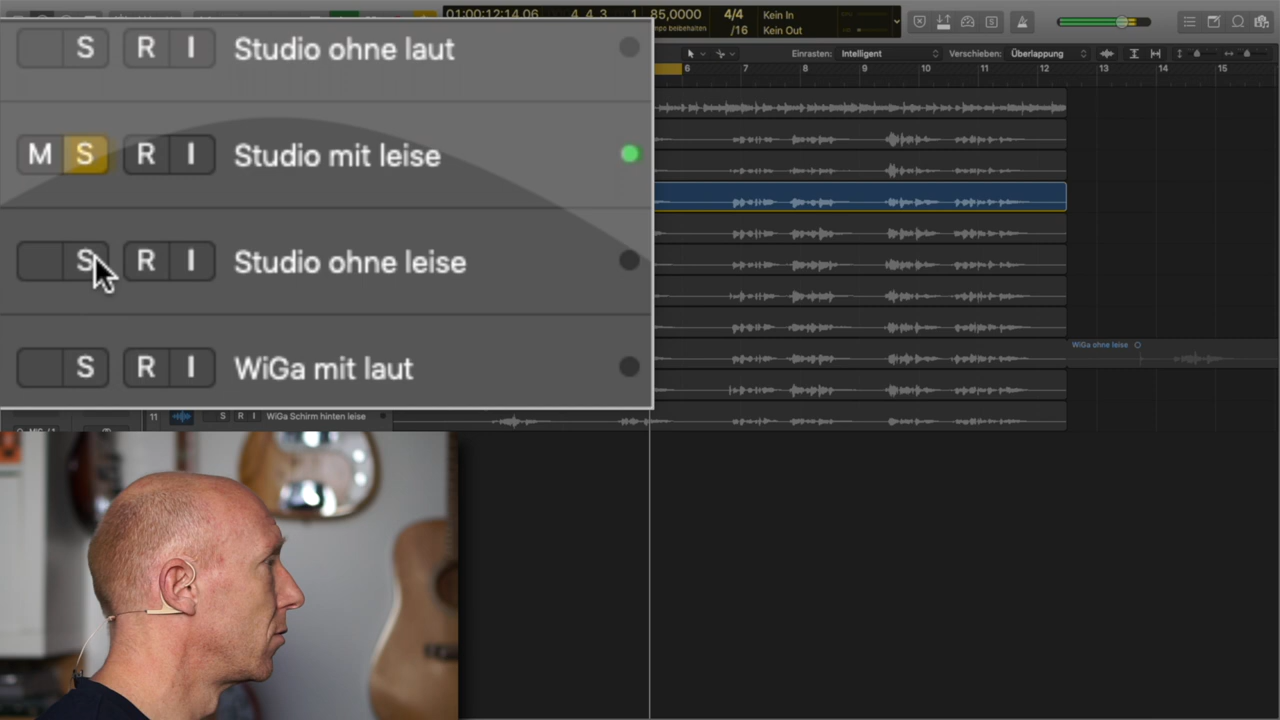 01:00:12:14.06 4 4 3 1 85,0000 4/4 Kein In
Tempo beibehalten /16 Kein Out
Einrasten: Intelligent Verschieben: Überlappung
6 7 8 9 10 11 12 13 14 15
S R I Studio ohne laut
M S R I Studio mit leise
S R I Studio ohne leise
S R I WiGa mit laut
WiGa ohne leise
11 S R I WiGa Schirm hinten leise